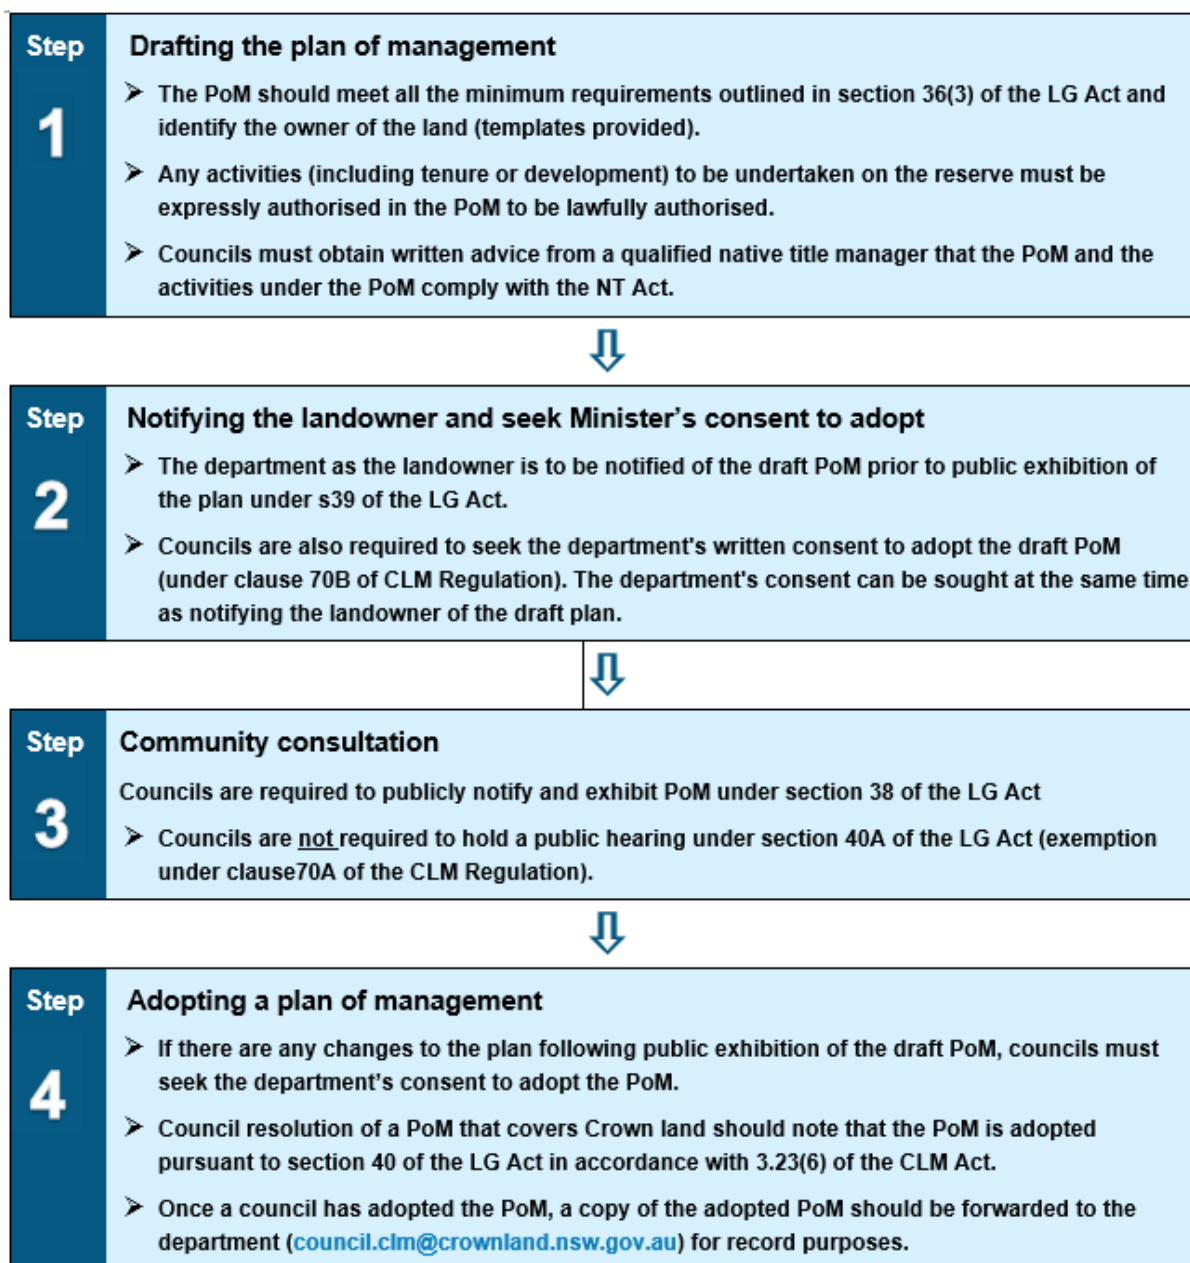 Step
1
Drafting the plan of management
➤ The PoM should meet all the minimum requirements outlined in section 36(3) of the LG Act and
identify the owner of the land (templates provided).
➤ Any activities (including tenure or development) to be undertaken on the reserve must be
expressly authorised in the PoM to be lawfully authorised.
➤ Councils must obtain written advice from a qualified native title manager that the PoM and the
activities under the PoM comply with the NT Act.
Step
2
Notifying the landowner and seek Minister's consent to adopt
➤ The department as the landowner is to be notified of the draft PoM prior to public exhibition of
the plan under s39 of the LG Act.
➤ Councils are also required to seek the department's written consent to adopt the draft PoM
(under clause 70B of CLM Regulation). The department's consent can be sought at the same time
as notifying the landowner of the draft plan.
Step
3
Community consultation
Councils are required to publicly notify and exhibit PoM under section 38 of the LG Act
➤ Councils are not required to hold a public hearing under section 40A of the LG Act (exemption
under clause70A of the CLM Regulation).
Step
4
Adopting a plan of management
➤ If there are any changes to the plan following public exhibition of the draft PoM, councils must
seek the department's consent to adopt the PoM.
➤ Council resolution of a PoM that covers Crown land should note that the PoM is adopted
pursuant to section 40 of the LG Act in accordance with 3.23(6) of the CLM Act.
➤ Once a council has adopted the PoM, a copy of the adopted PoM should be forwarded to the
department (council.clm@crownland.nsw.gov.au) for record purposes.